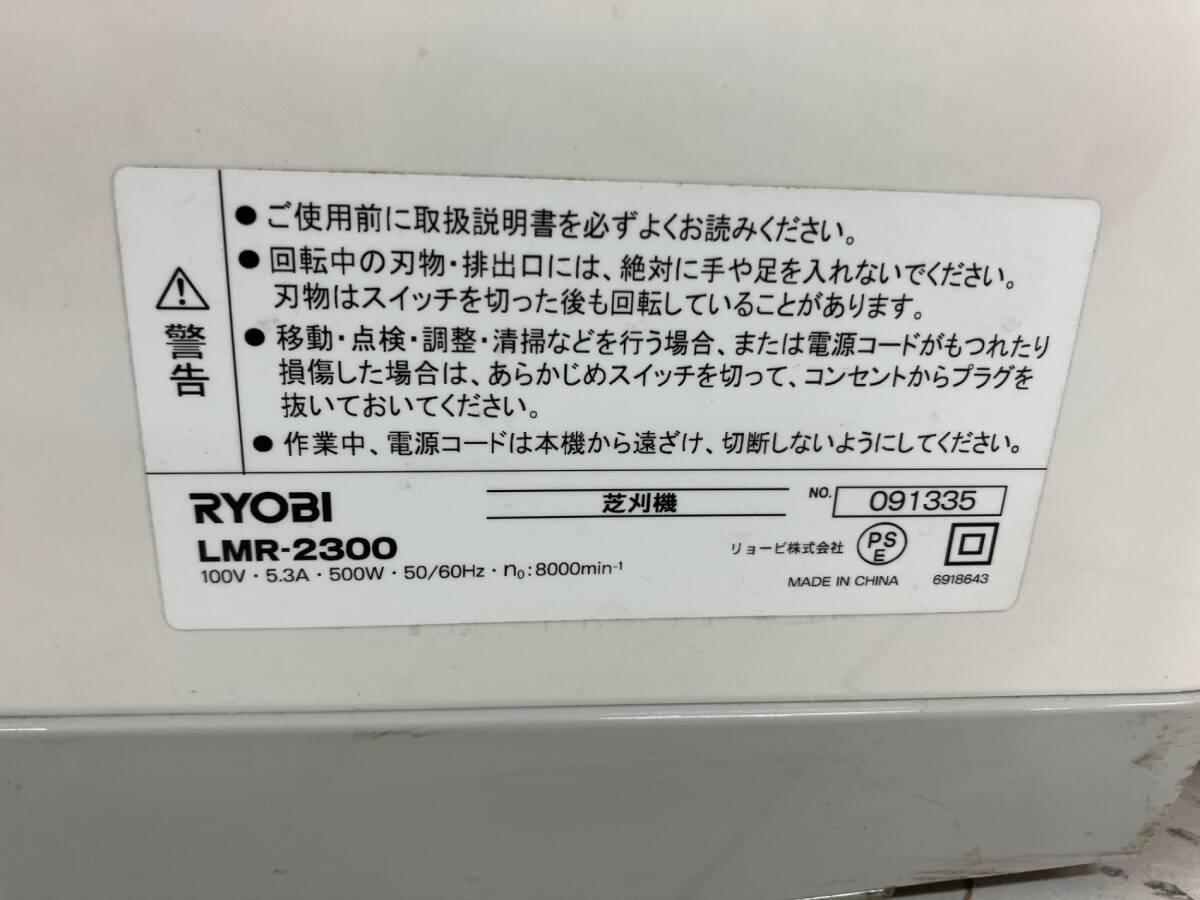 警告
● ご使用前に取扱説明書を必ずよくお読みください。
● 回転中の刃物・排出口には、絶対に手や足を入れないでください。
刃物はスイッチを切った後も回転していることがあります。
● 移動・点検・調整・清掃などを行う場合、または電源コードがもつれたり
損傷した場合は、あらかじめスイッチを切って、コンセントからプラグを
抜いておいてください。
● 作業中、電源コードは本機から遠ざけ、切断しないようにしてください。
RYOBI
芝刈機
NO. 091335
LMR-2300
リョービ株式会社
PS
E
100V・5.3A・500W・50/60Hz・n₀:8000min⁻¹
MADE IN CHINA
6918643